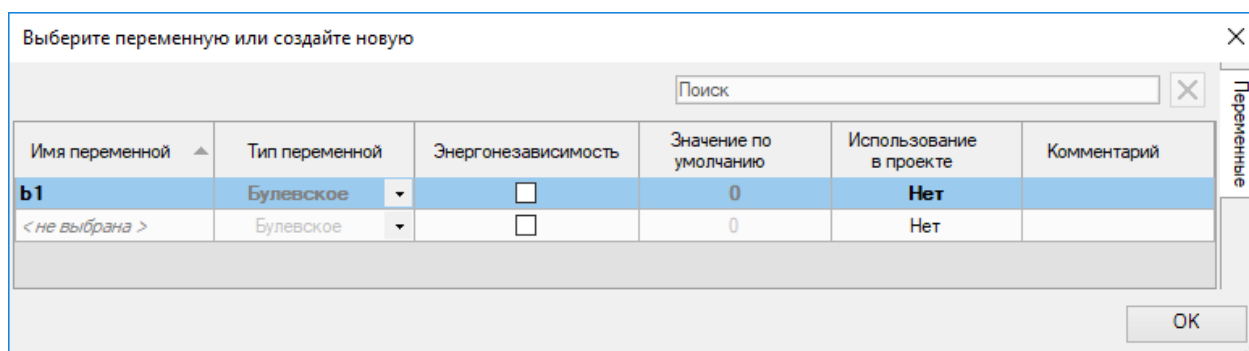 Выберите переменную или создайте новую
Поиск
Переменные
Имя переменной Тип переменной Энергонезависимость Значение по умолчанию Использование в проекте Комментарий
b1 Булевское 0 Нет
< не выбрана > Булевское 0 Нет
OK